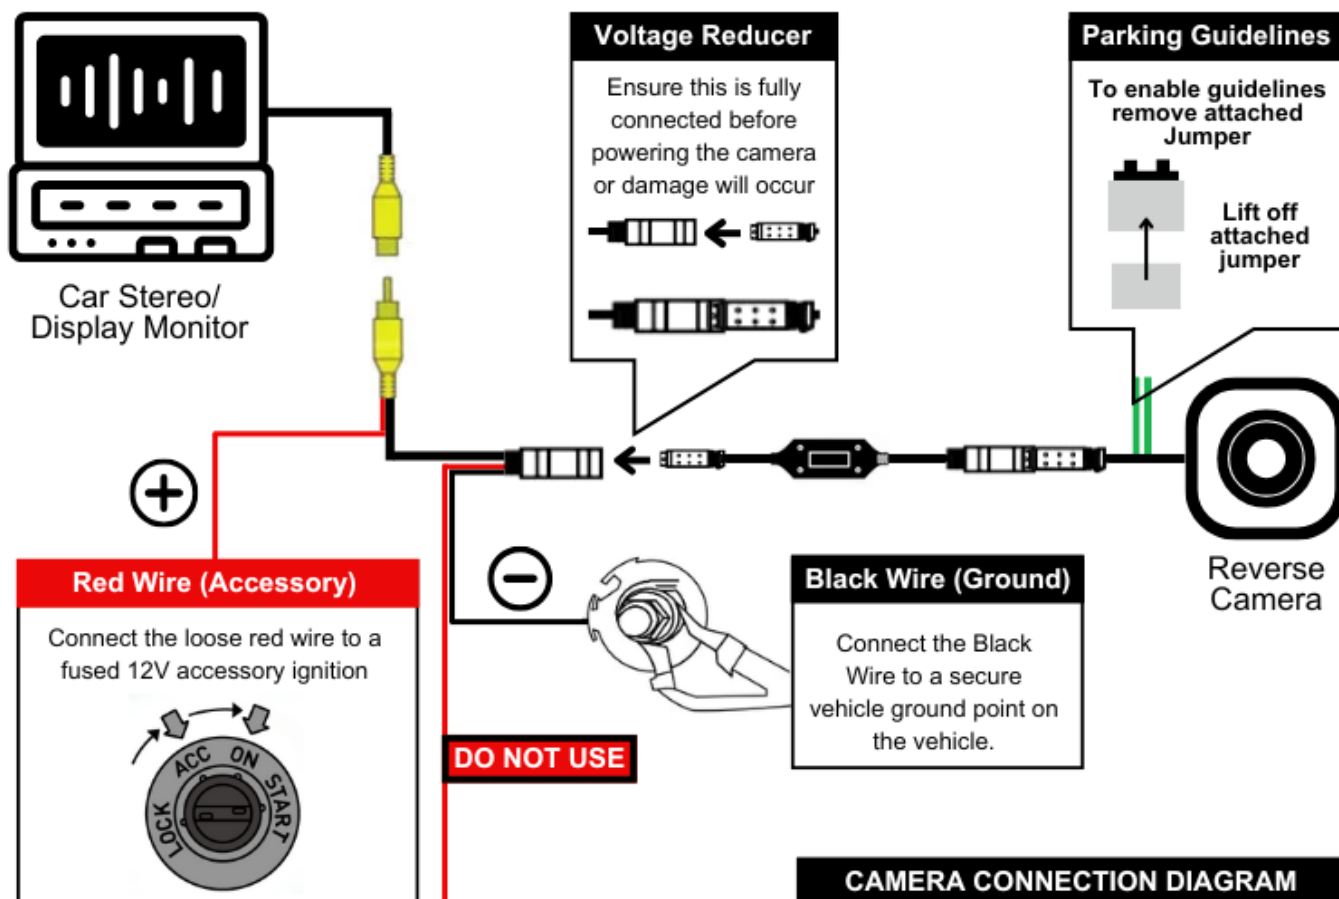 Voltage Reducer
Ensure this is fully
connected before
powering the camera
or damage will occur
Parking Guidelines
To enable guidelines
remove attached
Jumper
Lift off
attached
jumper
Car Stereo/
Display Monitor
Reverse
Camera
Red Wire (Accessory)
Connect the loose red wire to a
fused 12V accessory ignition
LOCK
ACC
ON
START
DO NOT USE
Black Wire (Ground)
Connect the Black
Wire to a secure
vehicle ground point on
the vehicle.
CAMERA CONNECTION DIAGRAM